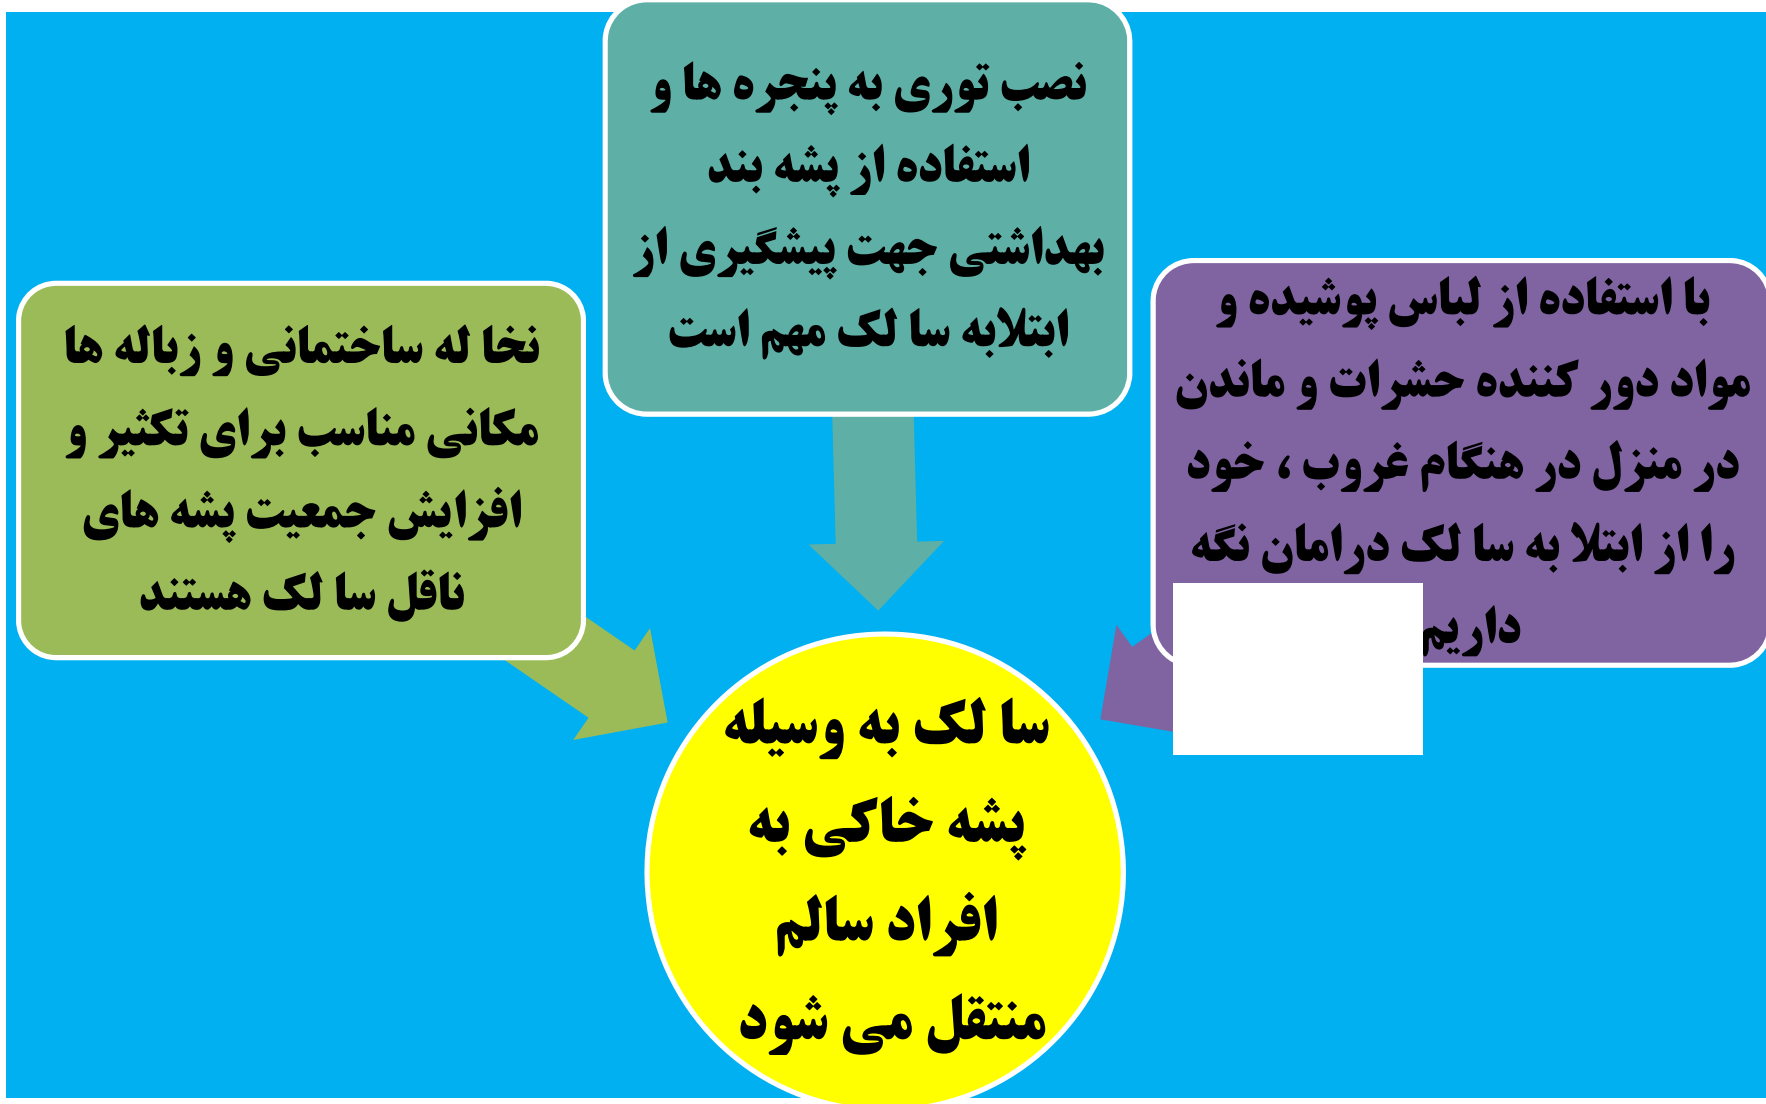 نصب توری به پنجره ها و
استفاده از پشه بند
بهداشتی جهت پیشگیری از
ابتلابه سا لک مهم است
با استفاده از لباس پوشیده و
مواد دور کننده حشرات و ماندن
در منزل در هنگام غروب ، خود
را از ابتلا به سا لک درامان نگه
داریم
نخا له ساختمانی و زباله ها
مکانی مناسب برای تکثیر و
افزایش جمعیت پشه های
ناقل سا لک هستند
سا لک به وسیله
پشه خاکی به
افراد سالم
منتقل می شود